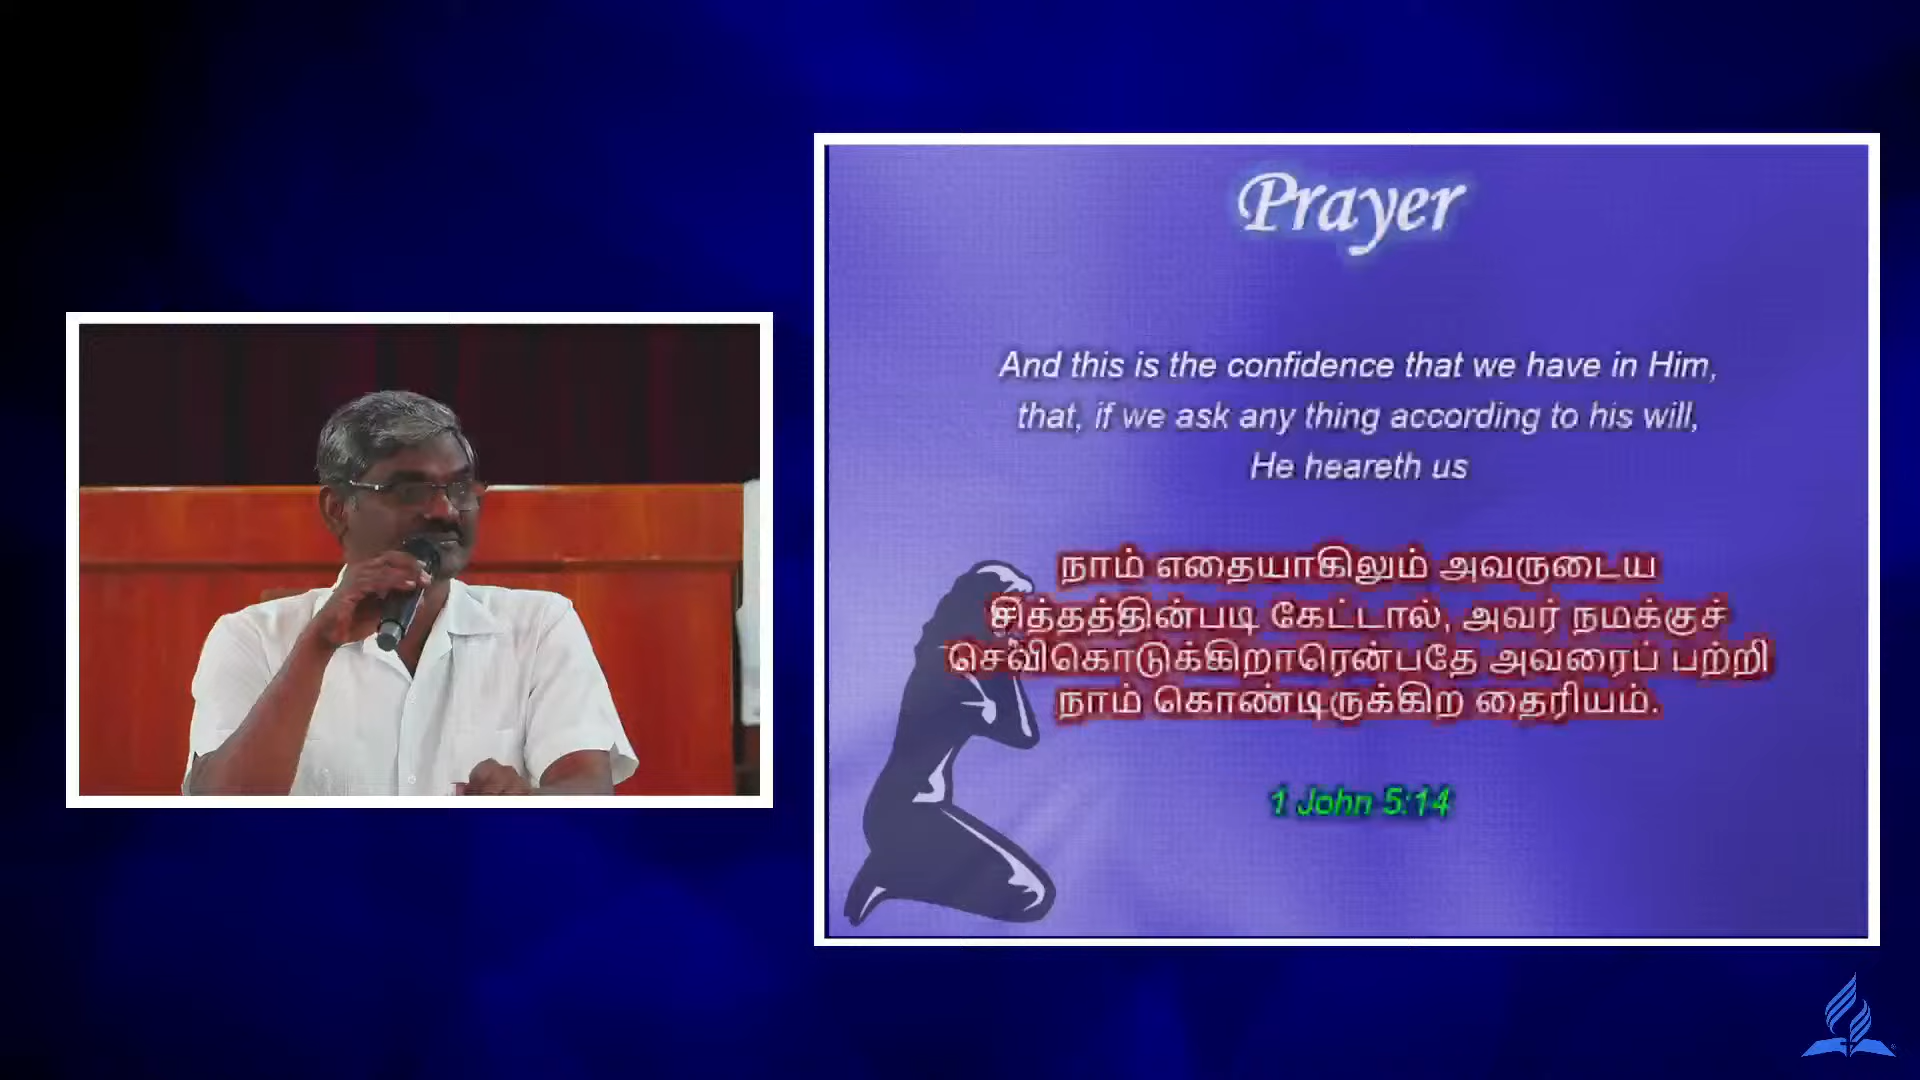 Prayer
And this is the confidence that we have in Him,
that, if we ask any thing according to his will,
He heareth us
நாம் எதையாகிலும் அவருடைய
சித்தத்தின்படி கேட்டால், அவர் நமக்குச்
செவிகொடுக்கிறாரென்பதே அவரைப் பற்றி
நாம் கொண்டிருக்கிற தைரியம்.
1 John 5:14